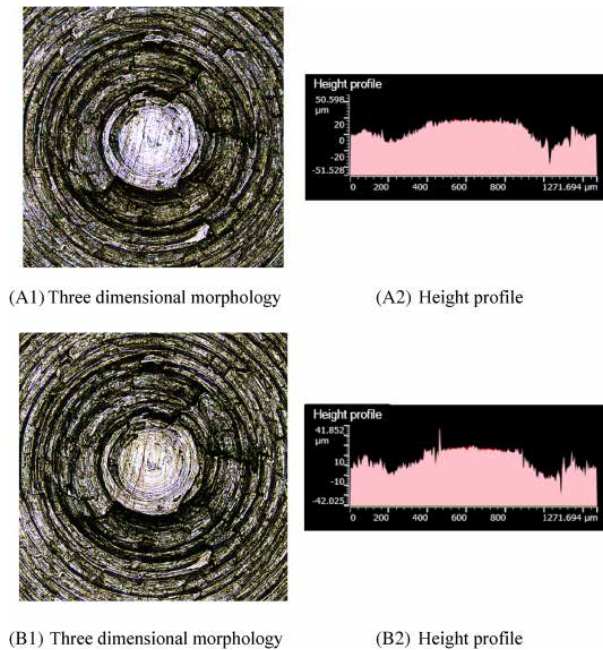 Height profile
50.598
μm
20
0
-20
-51.528
0 200 400 600 800 1271.694 μm
(A1) Three dimensional morphology
(A2) Height profile
Height profile
41.852
μm
10
-10
-42.025
0 200 400 600 800 1271.694 μm
(B1) Three dimensional morphology
(B2) Height profile